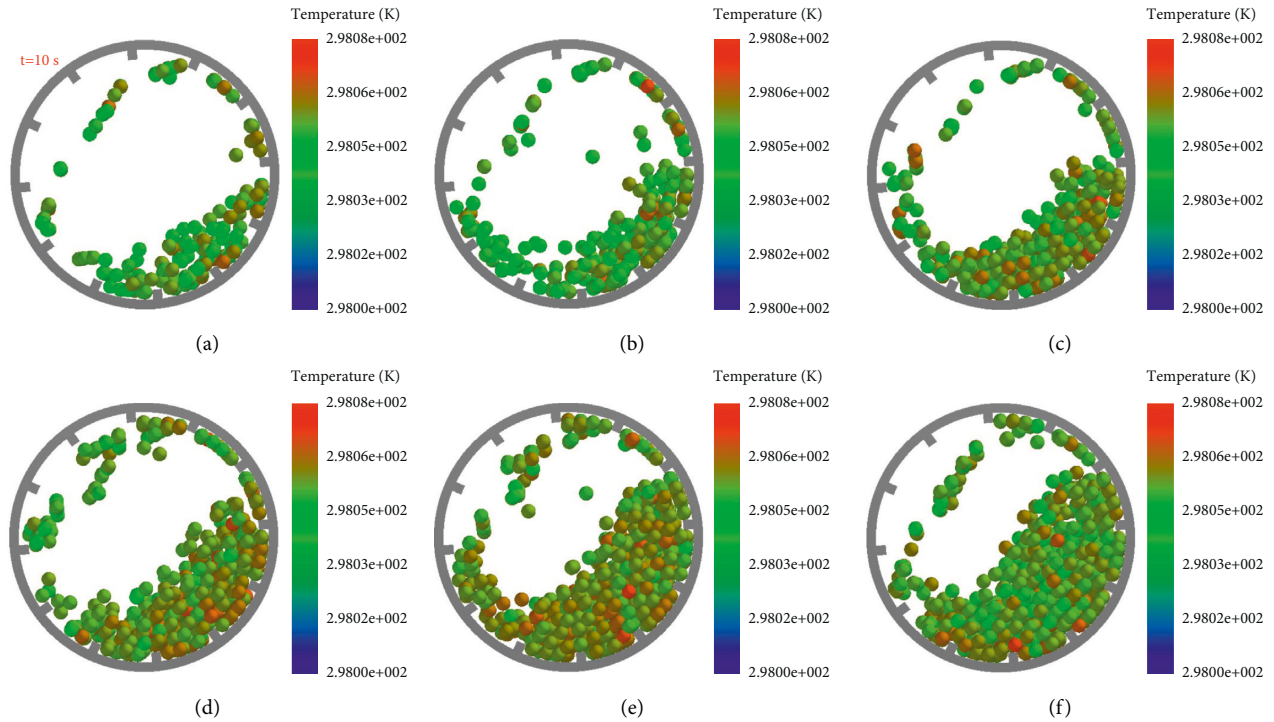 Temperature (K)
2.9808e+002
2.9806e+002
2.9805e+002
2.9803e+002
2.9802e+002
2.9800e+002
t=10 s
(a)
Temperature (K)
2.9808e+002
2.9806e+002
2.9805e+002
2.9803e+002
2.9802e+002
2.9800e+002
(b)
Temperature (K)
2.9808e+002
2.9806e+002
2.9805e+002
2.9803e+002
2.9802e+002
2.9800e+002
(c)
Temperature (K)
2.9808e+002
2.9806e+002
2.9805e+002
2.9803e+002
2.9802e+002
2.9800e+002
(d)
Temperature (K)
2.9808e+002
2.9806e+002
2.9805e+002
2.9803e+002
2.9802e+002
2.9800e+002
(e)
Temperature (K)
2.9808e+002
2.9806e+002
2.9805e+002
2.9803e+002
2.9802e+002
2.9800e+002
(f)